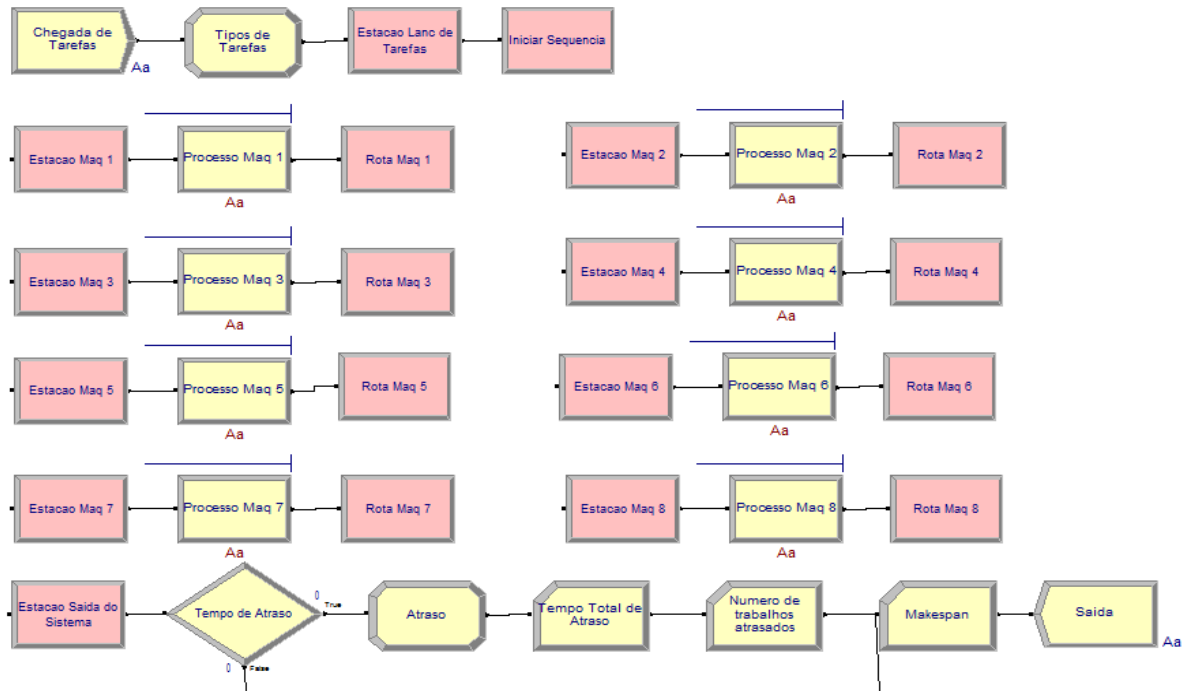 Chegada de
Tarefas
Aa
Tipos de
Tarefas
Estacao Lanc de
Tarefas
Iniciar Sequencia
Estacao Maq 1
Processo Maq 1
Aa
Rota Maq 1
Estacao Maq 2
Processo Maq 2
Aa
Rota Maq 2
Estacao Maq 3
Processo Maq 3
Aa
Rota Maq 3
Estacao Maq 4
Processo Maq 4
Aa
Rota Maq 4
Estacao Maq 5
Processo Maq 5
Aa
Rota Maq 5
Estacao Maq 6
Processo Maq 6
Aa
Rota Maq 6
Estacao Maq 7
Processo Maq 7
Aa
Rota Maq 7
Estacao Maq 8
Processo Maq 8
Aa
Rota Maq 8
Estacao Saida do
Sistema
Tempo de Atraso
0
True
0
False
Atraso
Tempo Total de
Atraso
Numero de
trabalhos
atrasados
Makespan
Saida
Aa